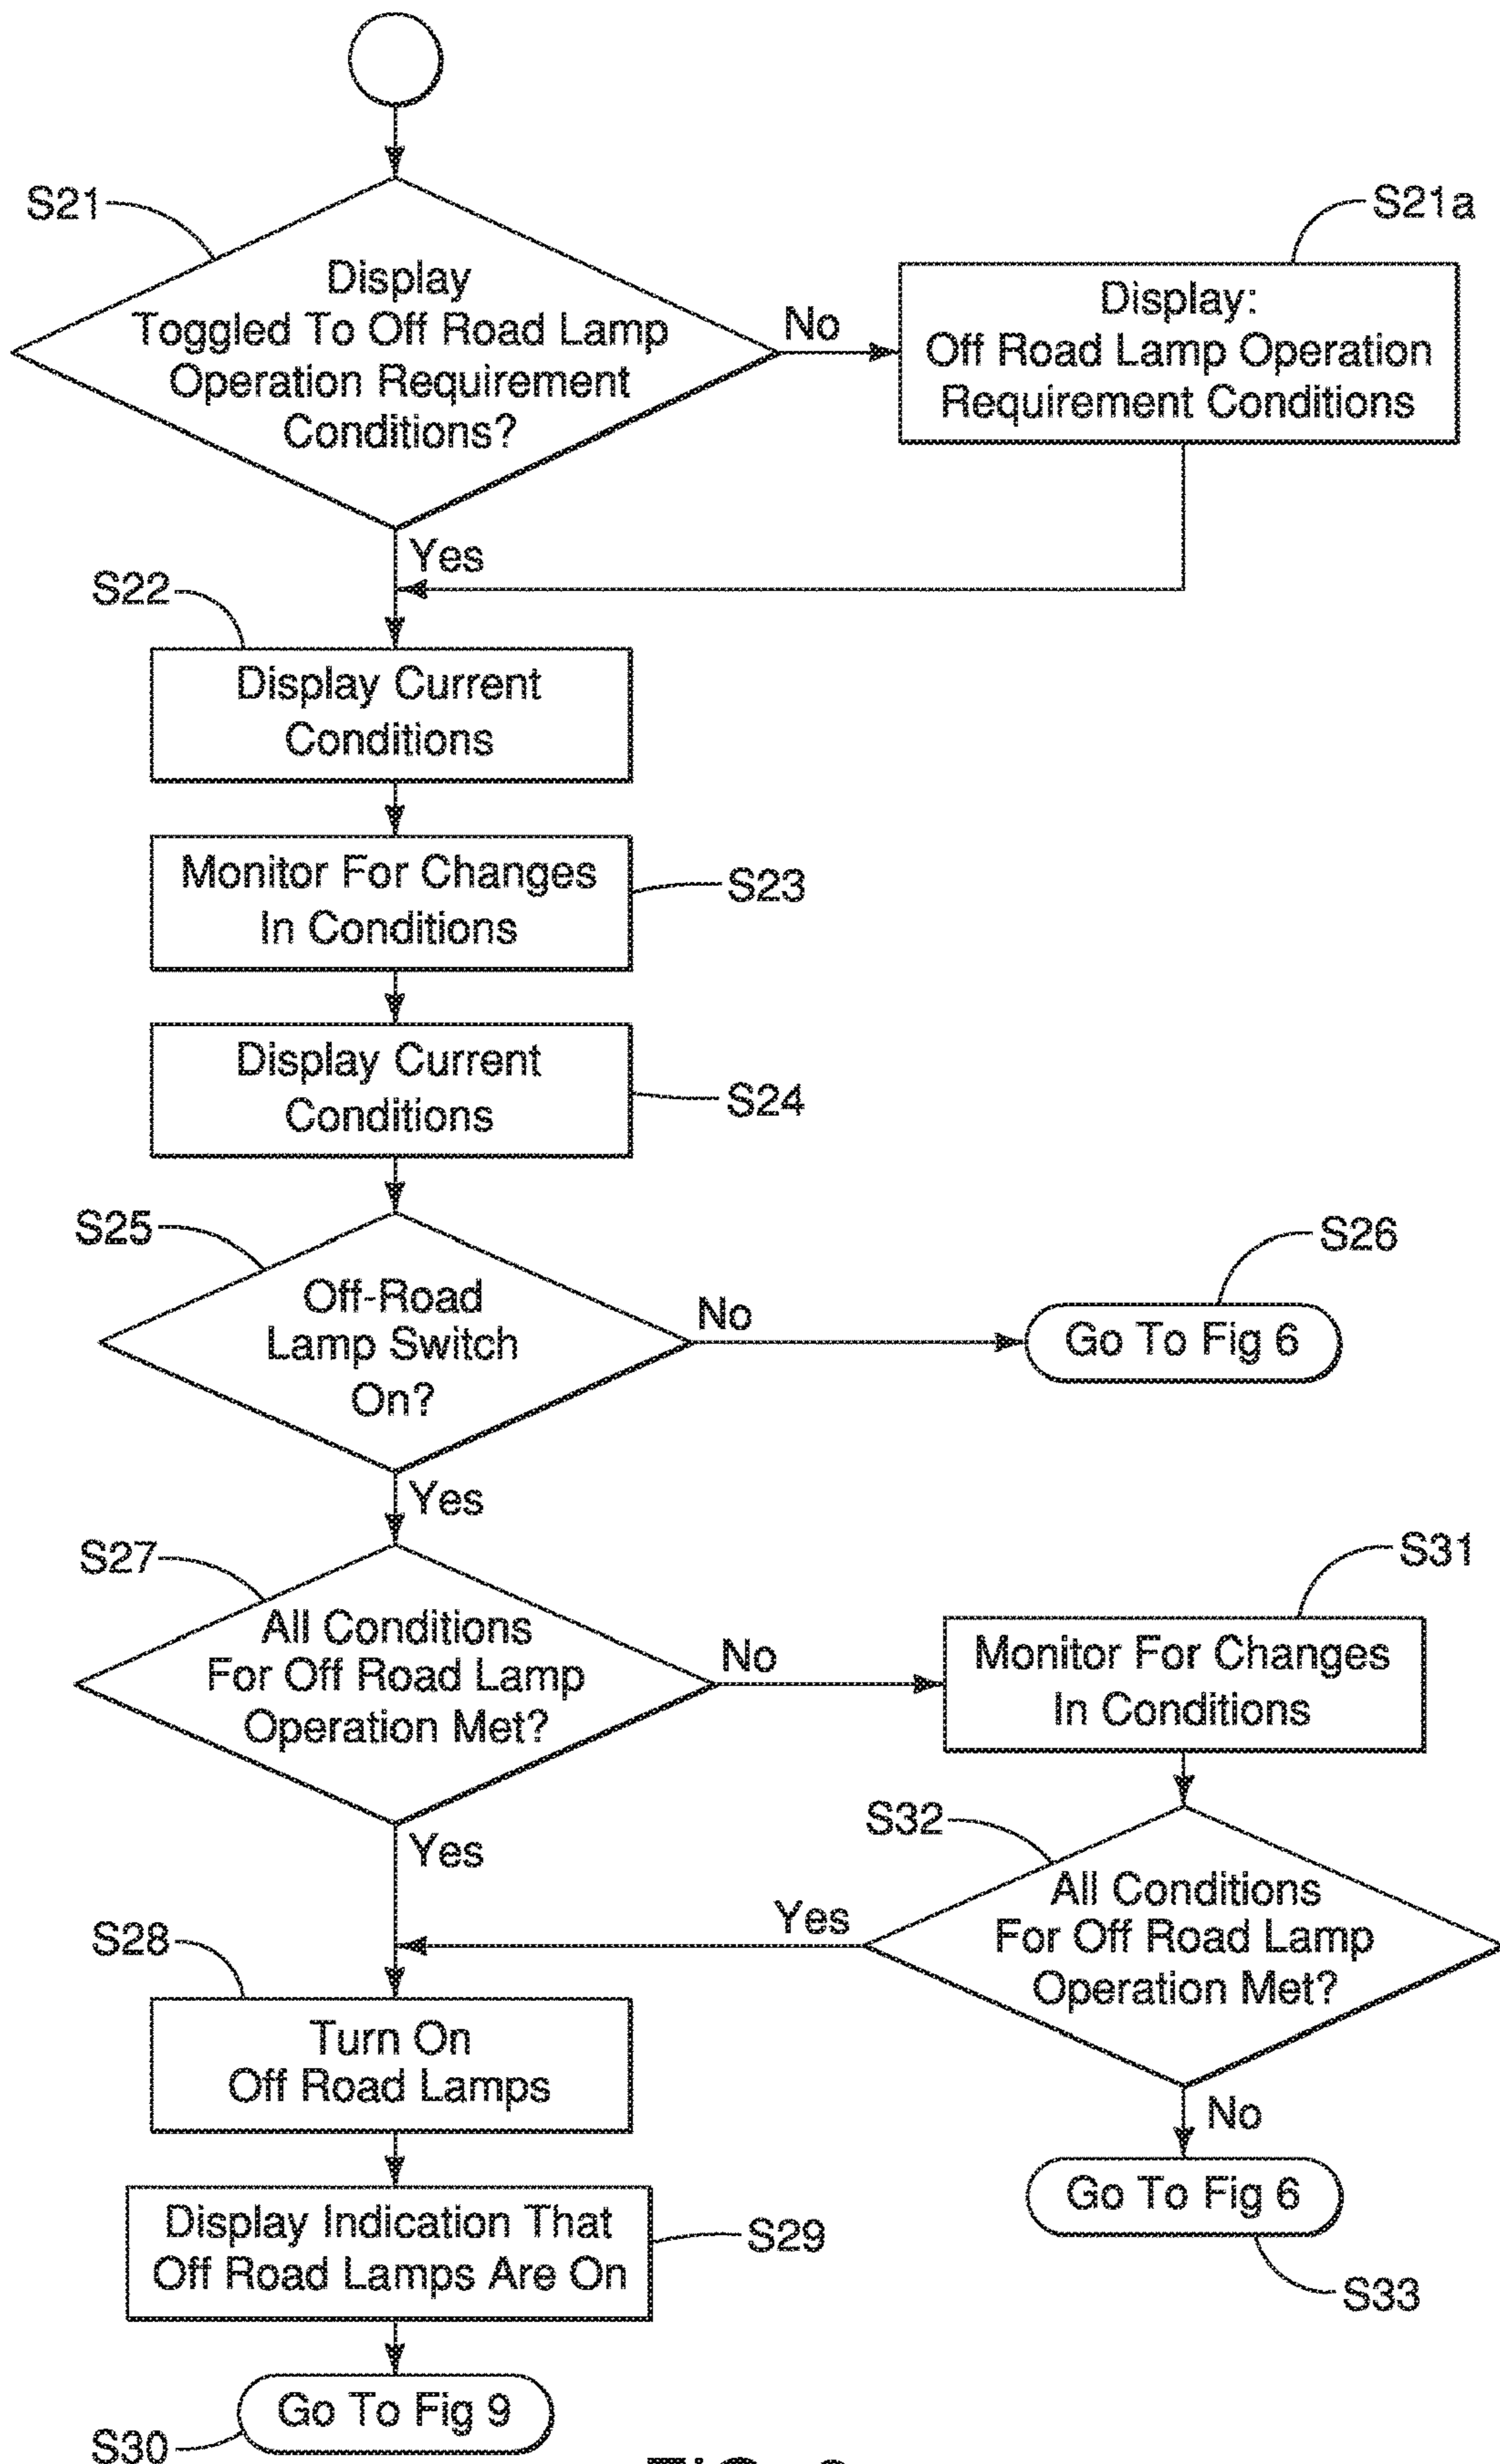 S21
Display
Toggled To Off Road Lamp
Operation Requirement
Conditions?
No
S21a
Display:
Off Road Lamp Operation
Requirement Conditions
Yes
S22
Display Current
Conditions
Monitor For Changes
In Conditions
S23
Display Current
Conditions
S24
S25
Off-Road
Lamp Switch
On?
No
S26
Go To Fig 6
Yes
S27
All Conditions
For Off Road Lamp
Operation Met?
No
S31
Monitor For Changes
In Conditions
Yes
S32
All Conditions
For Off Road Lamp
Operation Met?
Yes
S28
Turn On
Off Road Lamps
No
Go To Fig 6
S33
Display Indication That
Off Road Lamps Are On
S29
Go To Fig 9
S30